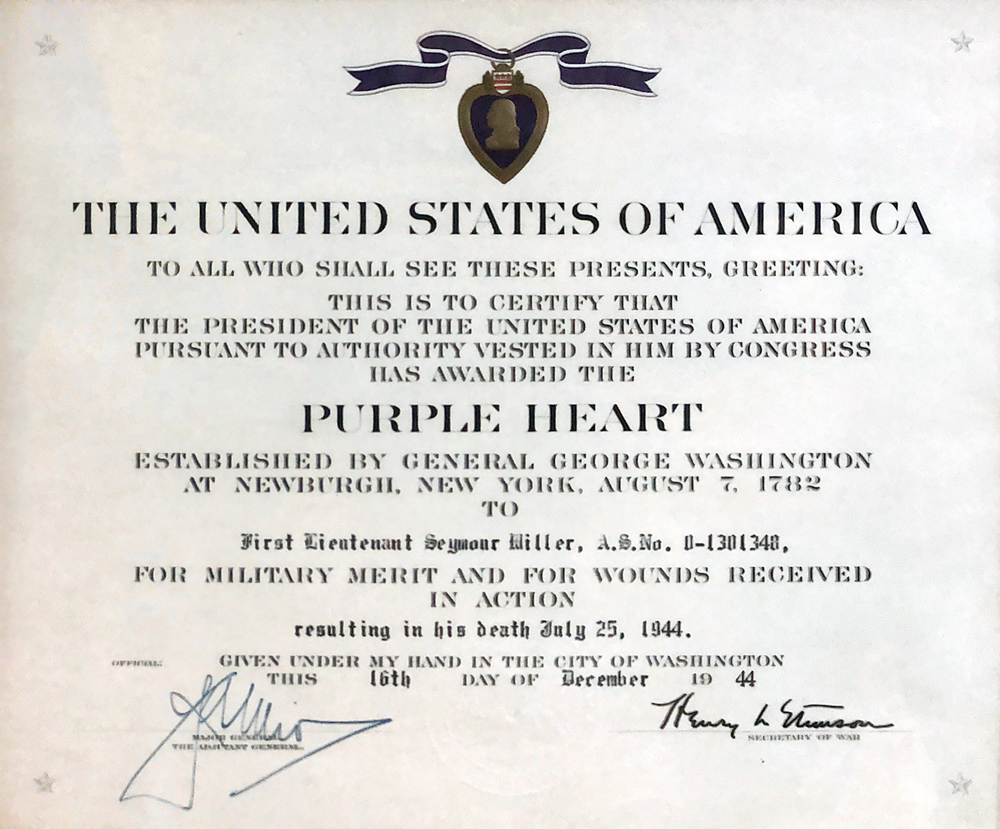 THE UNITED STATES OF AMERICA
TO ALL WHO SHALL SEE THESE PRESENTS, GREETING:
THIS IS TO CERTIFY THAT
THE PRESIDENT OF THE UNITED STATES OF AMERICA
PURSUANT TO AUTHORITY VESTED IN HIM BY CONGRESS
HAS AWARDED THE
PURPLE HEART
ESTABLISHED BY GENERAL GEORGE WASHINGTON
AT NEWBURGH, NEW YORK, AUGUST 7, 1782
TO
First Lieutenant Seymour Miller, A.S.No. O-1301348,
FOR MILITARY MERIT AND FOR WOUNDS RECEIVED
IN ACTION
resulting in his death July 25, 1944.
OFFICIAL: GIVEN UNDER MY HAND IN THE CITY OF WASHINGTON
THIS 16th DAY OF December 19 44
Henry L Stimson
MAJOR GENERAL
THE ADJUTANT GENERAL.
SECRETARY OF WAR